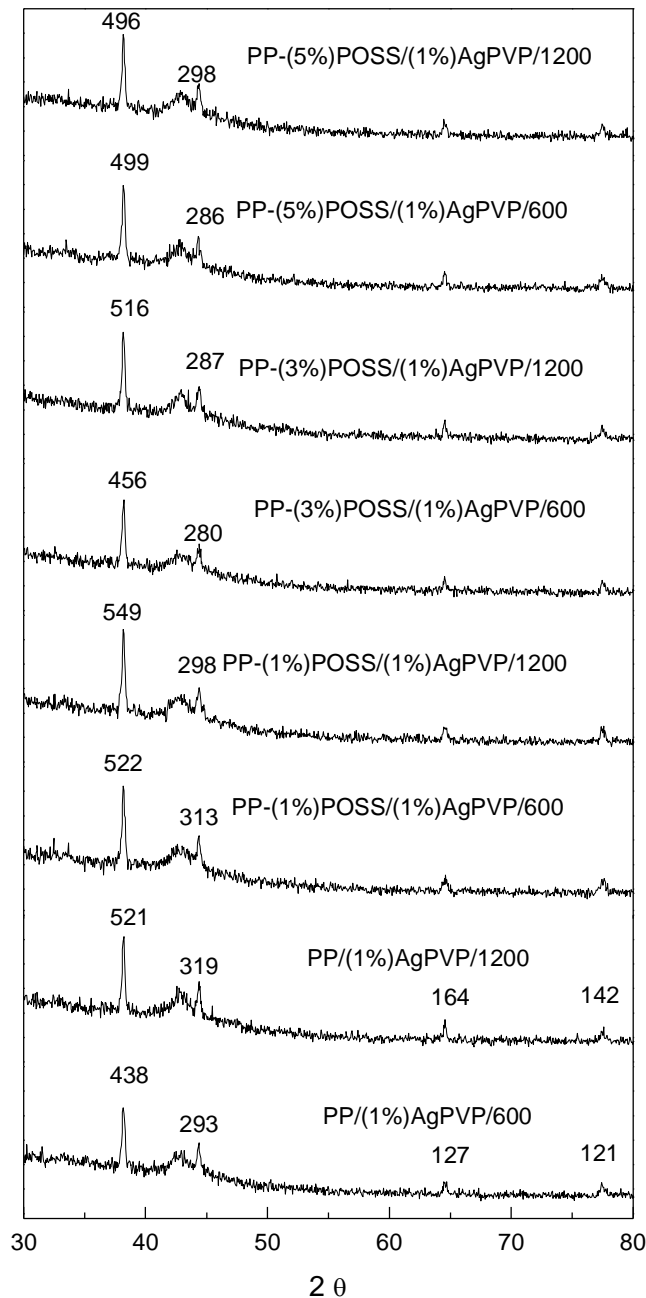 496
298 PP-(5%)POSS/(1%)AgPVP/1200
499
286 PP-(5%)POSS/(1%)AgPVP/600
516
287 PP-(3%)POSS/(1%)AgPVP/1200
456
280 PP-(3%)POSS/(1%)AgPVP/600
549
298 PP-(1%)POSS/(1%)AgPVP/1200
522
313 PP-(1%)POSS/(1%)AgPVP/600
521
319 PP/(1%)AgPVP/1200
164 142
438
293 PP/(1%)AgPVP/600
127 121
30 40 50 60 70 80
2 θ